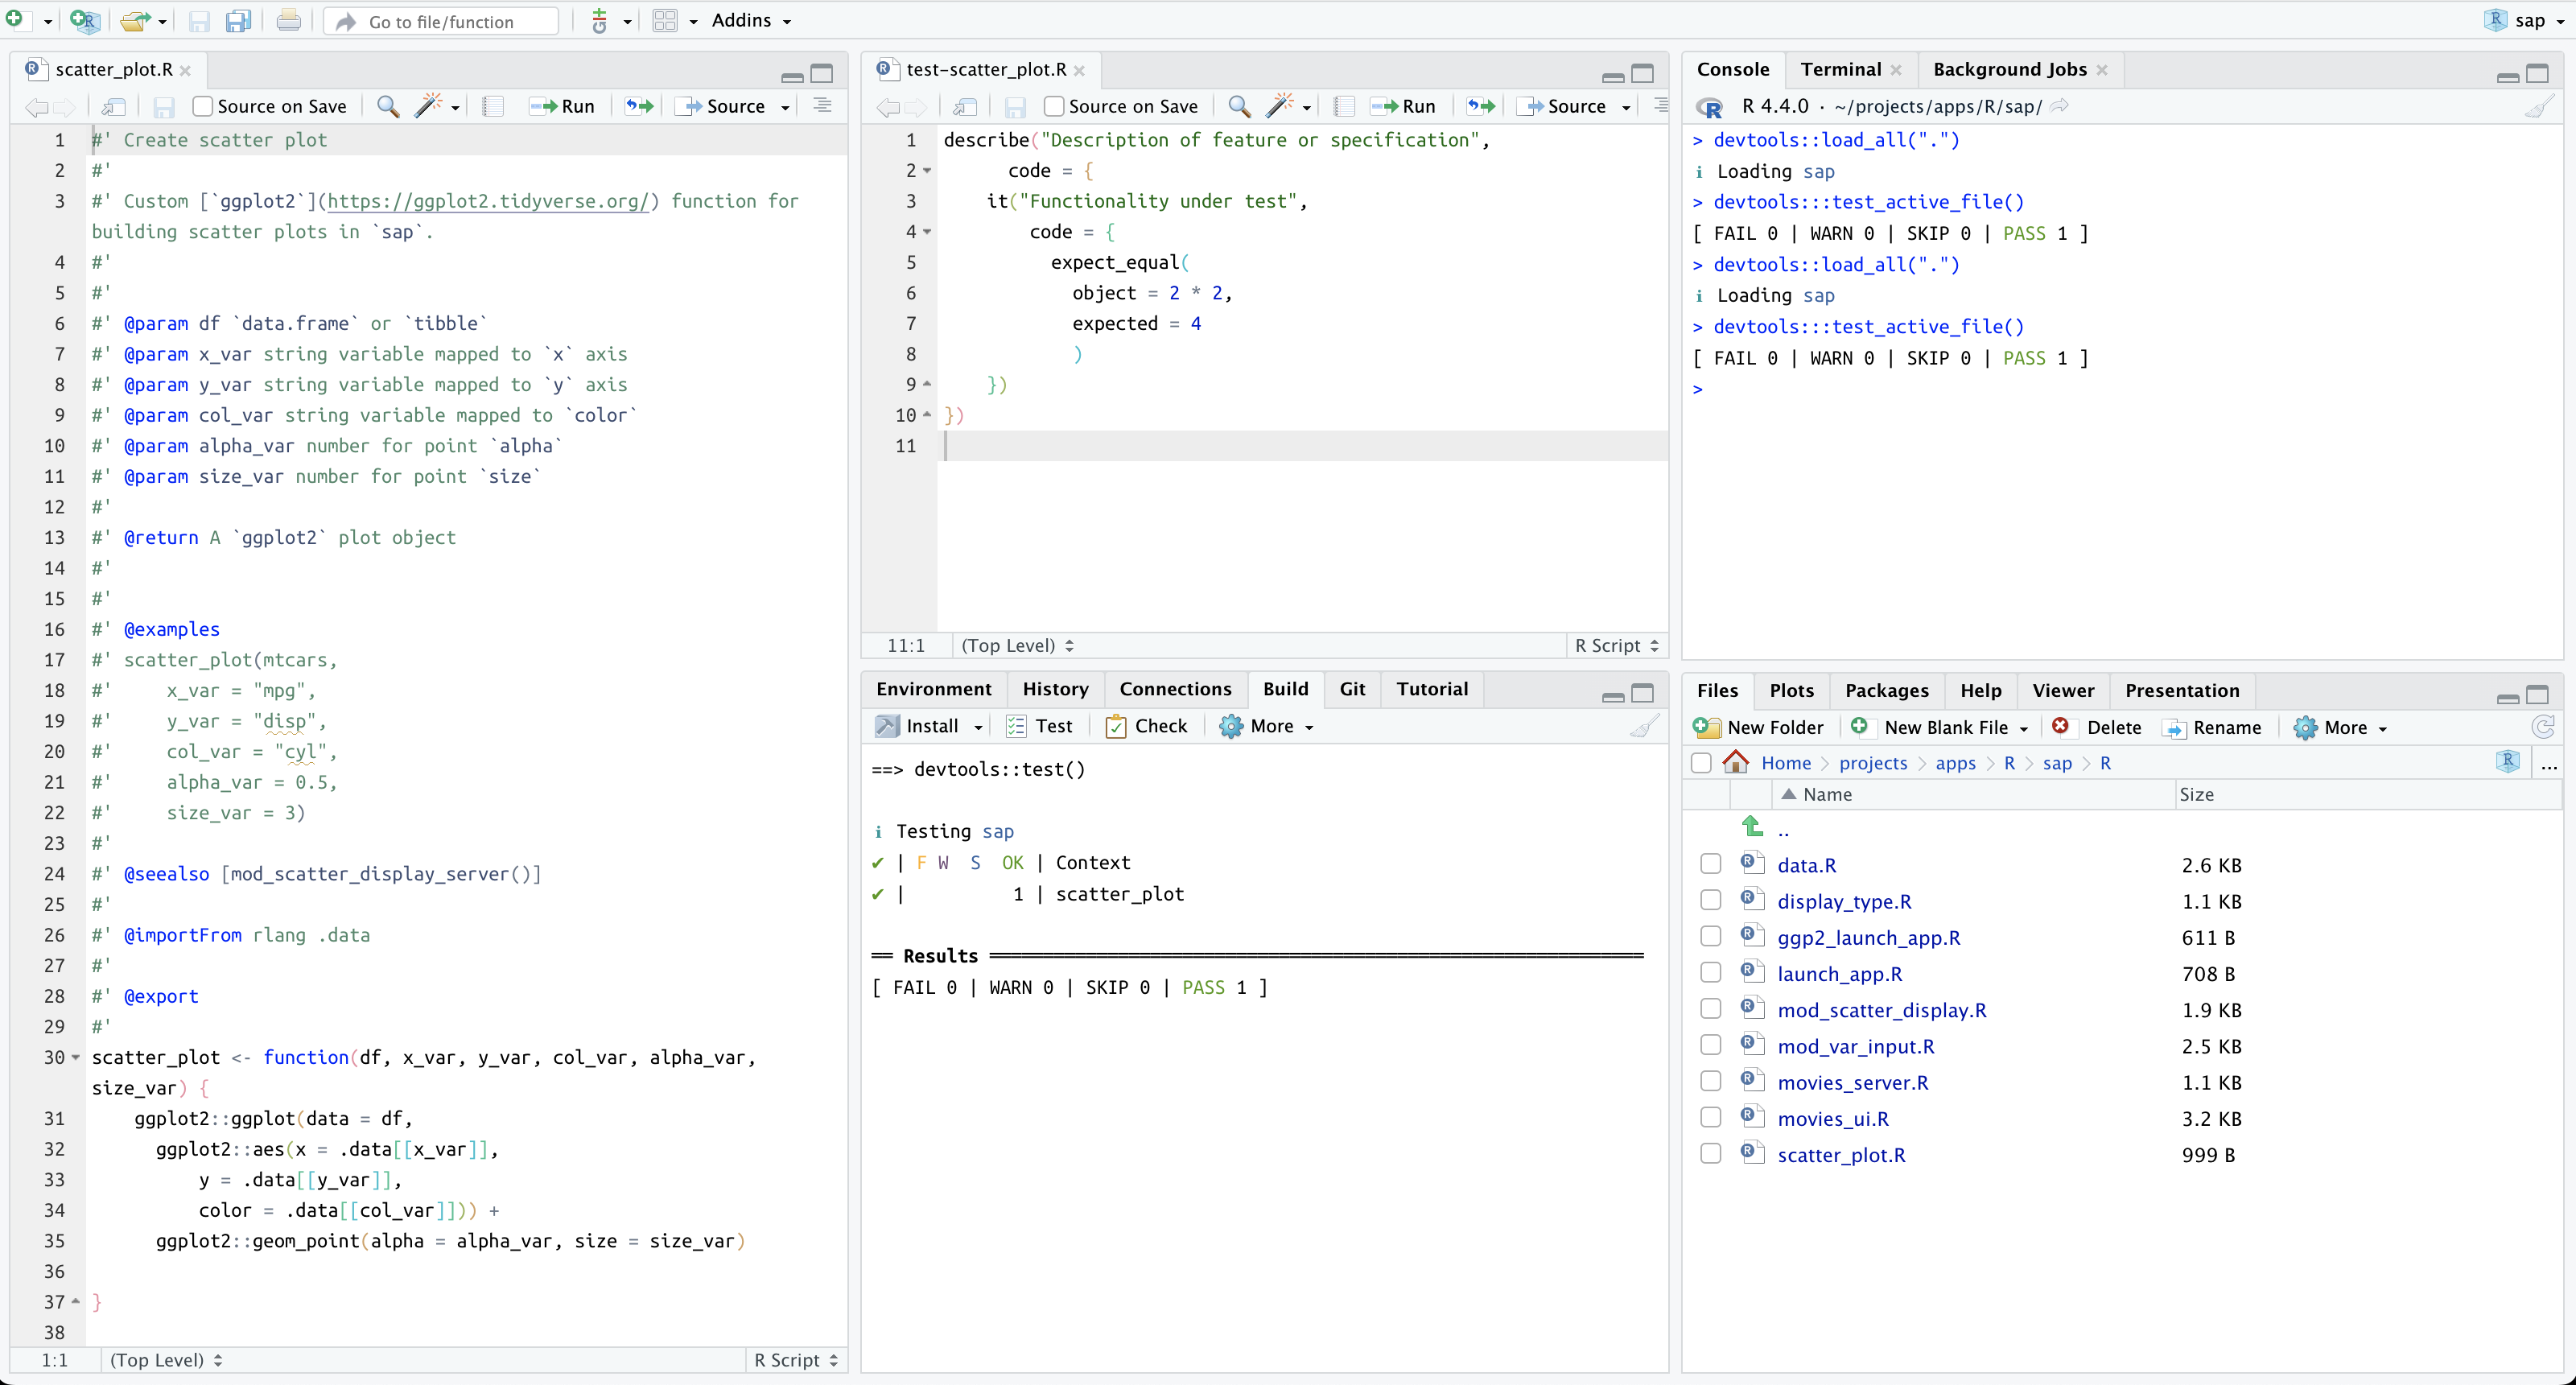 Go to file/function
Addins
sap
scatter_plot.R
Source on Save
Run
Source
1 #' Create scatter plot
2 #'
3 #' Custom [`ggplot2`](https://ggplot2.tidyverse.org/) function for
building scatter plots in `sap`.
4 #'
5 #'
6 #' @param df `data.frame` or `tibble`
7 #' @param x_var string variable mapped to `x` axis
8 #' @param y_var string variable mapped to `y` axis
9 #' @param col_var string variable mapped to `color`
10 #' @param alpha_var number for point `alpha`
11 #' @param size_var number for point `size`
12 #'
13 #' @return A `ggplot2` plot object
14 #'
15 #'
16 #' @examples
17 #' scatter_plot(mtcars,
18 #'     x_var = "mpg",
19 #'     y_var = "disp",
20 #'     col_var = "cyl",
21 #'     alpha_var = 0.5,
22 #'     size_var = 3)
23 #'
24 #' @seealso [mod_scatter_display_server()]
25 #'
26 #' @importFrom rlang .data
27 #'
28 #' @export
29 #'
30 scatter_plot <- function(df, x_var, y_var, col_var, alpha_var,
size_var) {
31     ggplot2::ggplot(data = df,
32       ggplot2::aes(x = .data[[x_var]],
33           y = .data[[y_var]],
34           color = .data[[col_var]])) +
35       ggplot2::geom_point(alpha = alpha_var, size = size_var)
36
37 }
38
1:1 (Top Level) R Script
test-scatter_plot.R
Source on Save
Run
Source
1 describe("Description of feature or specification",
2       code = {
3     it("Functionality under test",
4         code = {
5           expect_equal(
6             object = 2 * 2,
7             expected = 4
8             )
9     })
10 })
11
11:1 (Top Level) R Script
Environment History Connections Build Git Tutorial
Install Test Check More
==> devtools::test()
ℹ Testing sap
✔ | F W  S  OK | Context
✔ |          1 | scatter_plot
══ Results ══════════════════════════════
[ FAIL 0 | WARN 0 | SKIP 0 | PASS 1 ]
Console Terminal Background Jobs
R 4.4.0 · ~/projects/apps/R/sap/
> devtools::load_all(".")
ℹ Loading sap
> devtools:::test_active_file()
[ FAIL 0 | WARN 0 | SKIP 0 | PASS 1 ]
> devtools::load_all(".")
ℹ Loading sap
> devtools:::test_active_file()
[ FAIL 0 | WARN 0 | SKIP 0 | PASS 1 ]
>
Files Plots Packages Help Viewer Presentation
New Folder New Blank File Delete Rename More
Home > projects > apps > R > sap > R ...
Name Size
..
data.R 2.6 KB
display_type.R 1.1 KB
ggp2_launch_app.R 611 B
launch_app.R 708 B
mod_scatter_display.R 1.9 KB
mod_var_input.R 2.5 KB
movies_server.R 1.1 KB
movies_ui.R 3.2 KB
scatter_plot.R 999 B